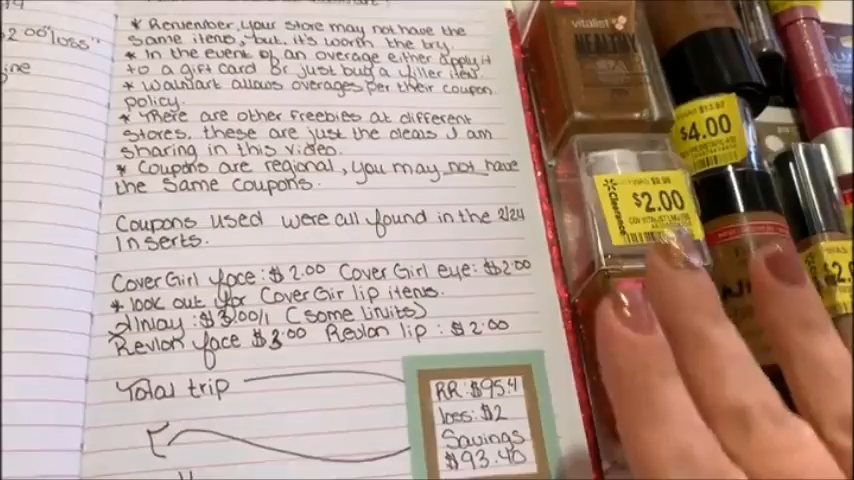 2.00 "loss"
* Remember, your store may not have the
same items, but, it's worth the try.
* In the event of an overage either apply it
to a gift card or just buy a filler item.
* Walmart allows overages per their coupon
policy.
* There are other freebies at different
stores, these are just the deals I am
sharing in this video.
* Coupons are regional, you may not have
the same coupons.
Coupons used were all found in the 2/24
Inserts.
CoverGirl face: $2.00 CoverGirl eye: $2.00
* look out for CoverGirl lip items.
Almay: $3.00/1 (some limits)
Revlon face $3.00 Revlon lip: $2.00
Total trip
RR: $95.4
loss: $2
Savings
$93.40
vitalist
HEALTHY
$4.00
Clearance
$2.00